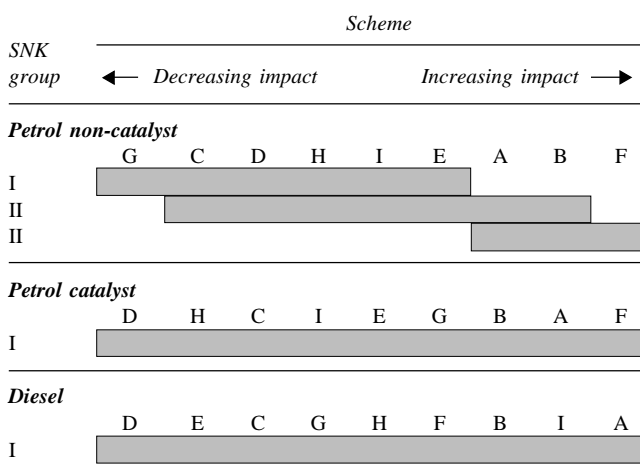 Scheme
SNK
group
Decreasing impact Increasing impact
Petrol non-catalyst
G C D H I E A B F
I
II
II
Petrol catalyst
D H C I E G B A F
I
Diesel
D E C G H F B I A
I